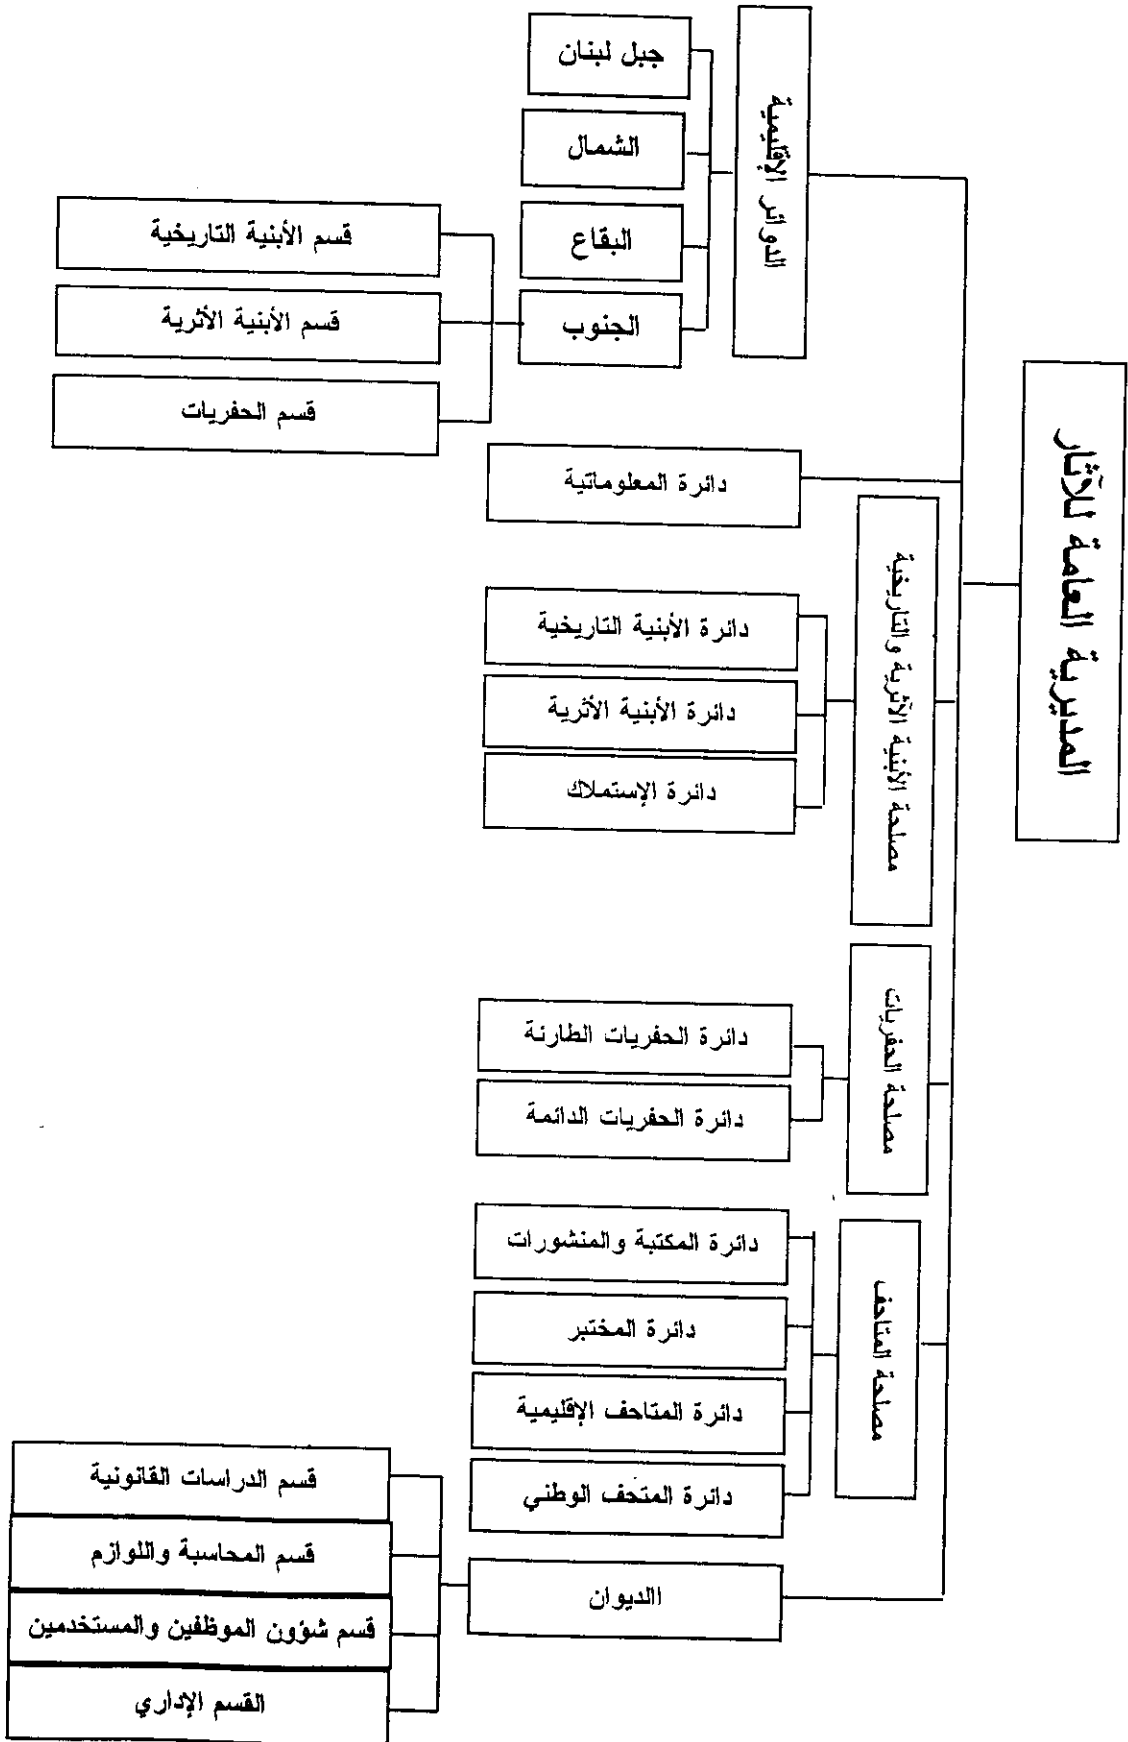 المديرية العامة للآثار
الدوائر الإقليمية
جبل لبنان
الشمال
البقاع
الجنوب
قسم الأبنية التاريخية
قسم الأبنية الأثرية
قسم الحفريات
دائرة المعلوماتية
مصلحة الأبنية الأثرية والتاريخية
دائرة الأبنية التاريخية
دائرة الأبنية الأثرية
دائرة الإستملاك
مصلحة الحفريات
دائرة الحفريات الطارئة
دائرة الحفريات الدائمة
مصلحة المتاحف
دائرة المكتبة والمنشورات
دائرة المختبر
دائرة المتاحف الإقليمية
دائرة المتحف الوطني
االديوان
قسم الدراسات القانونية
قسم المحاسبة واللوازم
قسم شؤون الموظفين والمستخدمين
القسم الإداري